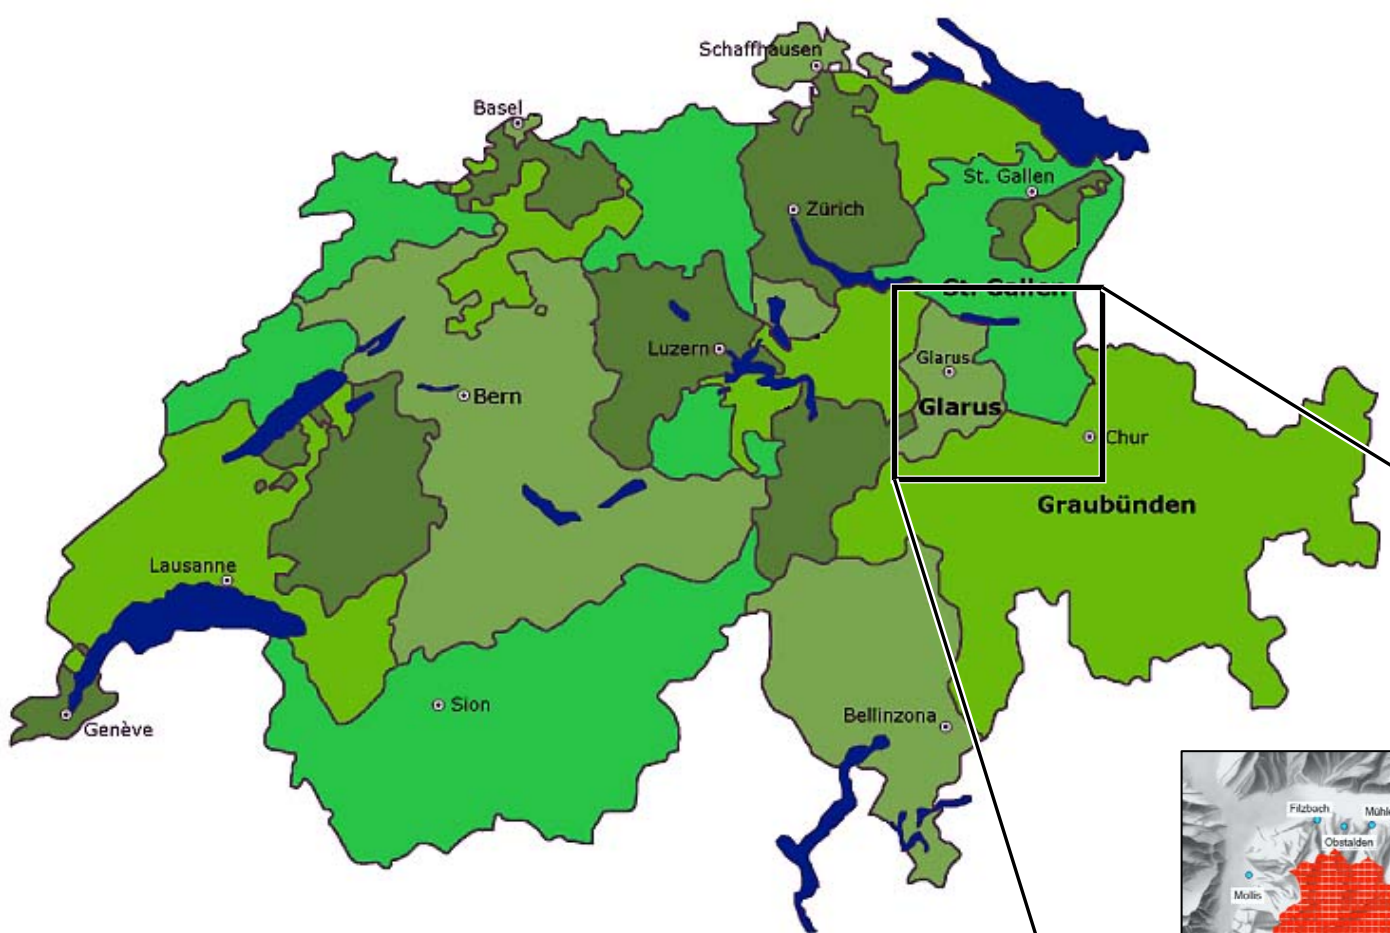 Schaffhausen
Basel
St. Gallen
Zürich
St. Gallen
Luzern
Glarus
Bern
Glarus
Chur
Graubünden
Lausanne
Sion
Bellinzona
Genève
Filzbach
Mühle
Obstalden
Mollis